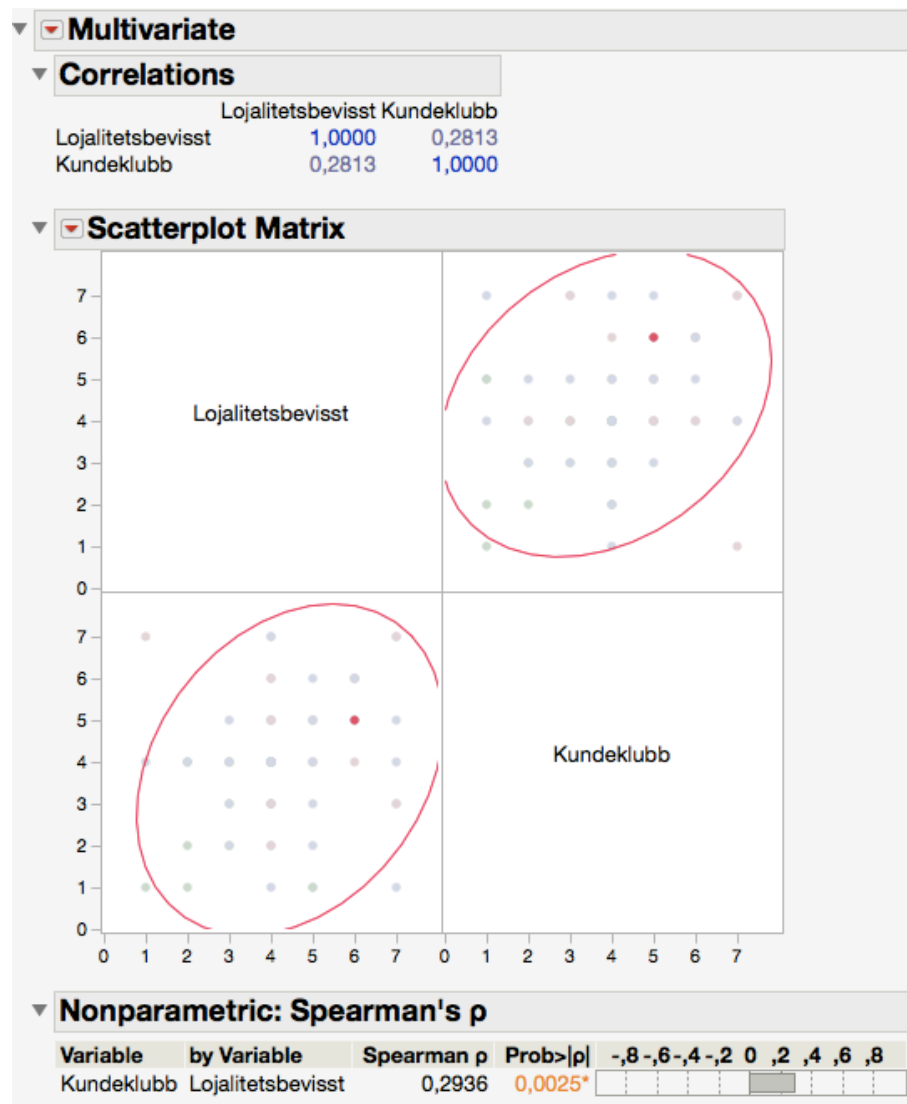 Multivariate
Correlations
Lojalitetsbevisst Kundeklubb
Lojalitetsbevisst 1,0000 0,2813
Kundeklubb 0,2813 1,0000
Scatterplot Matrix
7
6
5
4
3
2
1
0
Lojalitetsbevisst
7
6
5
4
3
2
1
0
Kundeklubb
0 1 2 3 4 5 6 7 0 1 2 3 4 5 6 7
Nonparametric: Spearman's ρ
Variable by Variable Spearman ρ Prob>|ρ| -,8 -,6 -,4 -,2 0 ,2 ,4 ,6 ,8
Kundeklubb Lojalitetsbevisst 0,2936 0,0025*